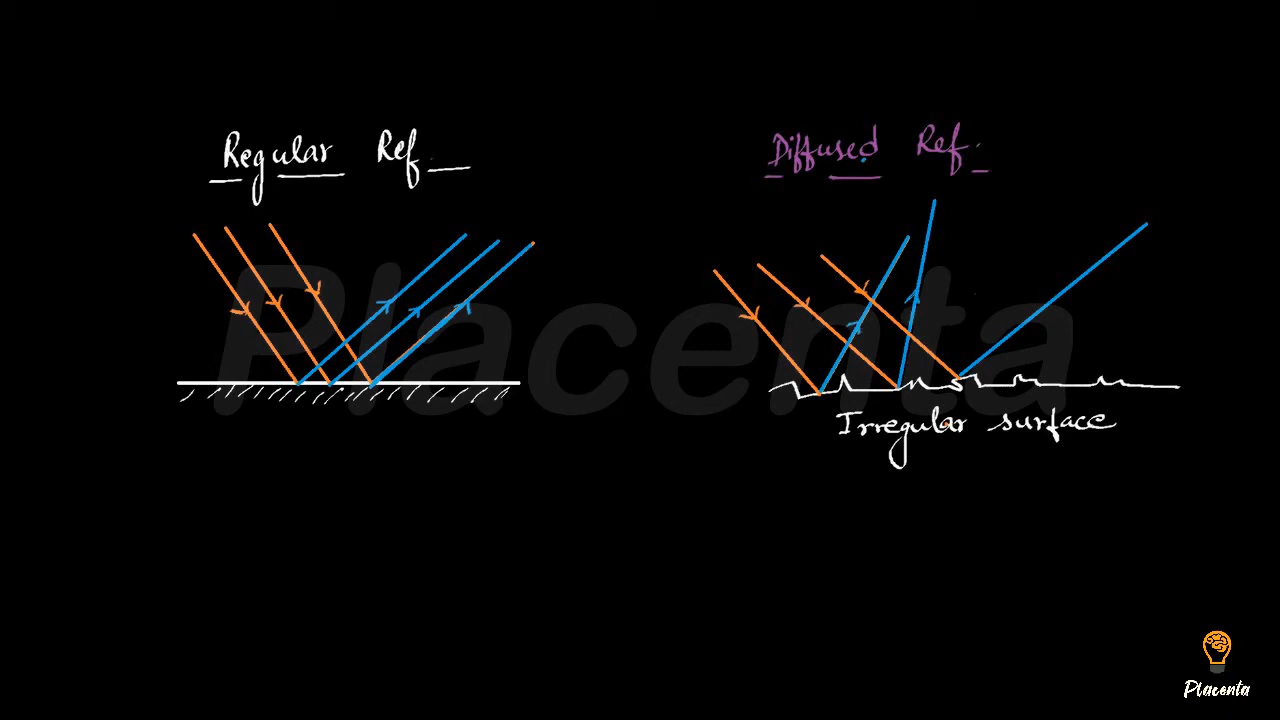 Regular Ref.
Diffused Ref.
Irregular surface
Placenta
Placenta